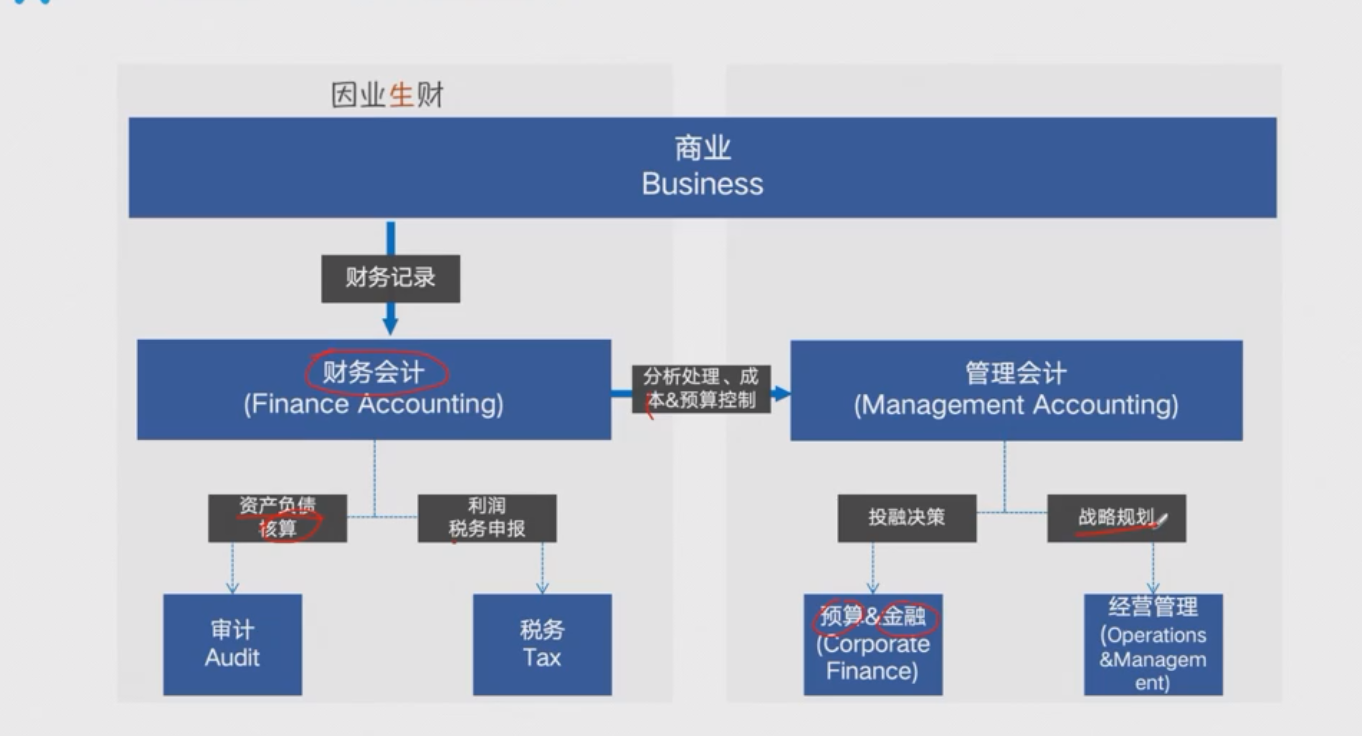 因业生财
商业
Business
财务记录
财务会计
(Finance Accounting)
分析处理、成
本&预算控制
管理会计
(Management Accounting)
资产负债
核算
利润
税务申报
投融决策
战略规划
审计
Audit
税务
Tax
预算&金融
(Corporate
Finance)
经营管理
(Operations
&Managem
ent)